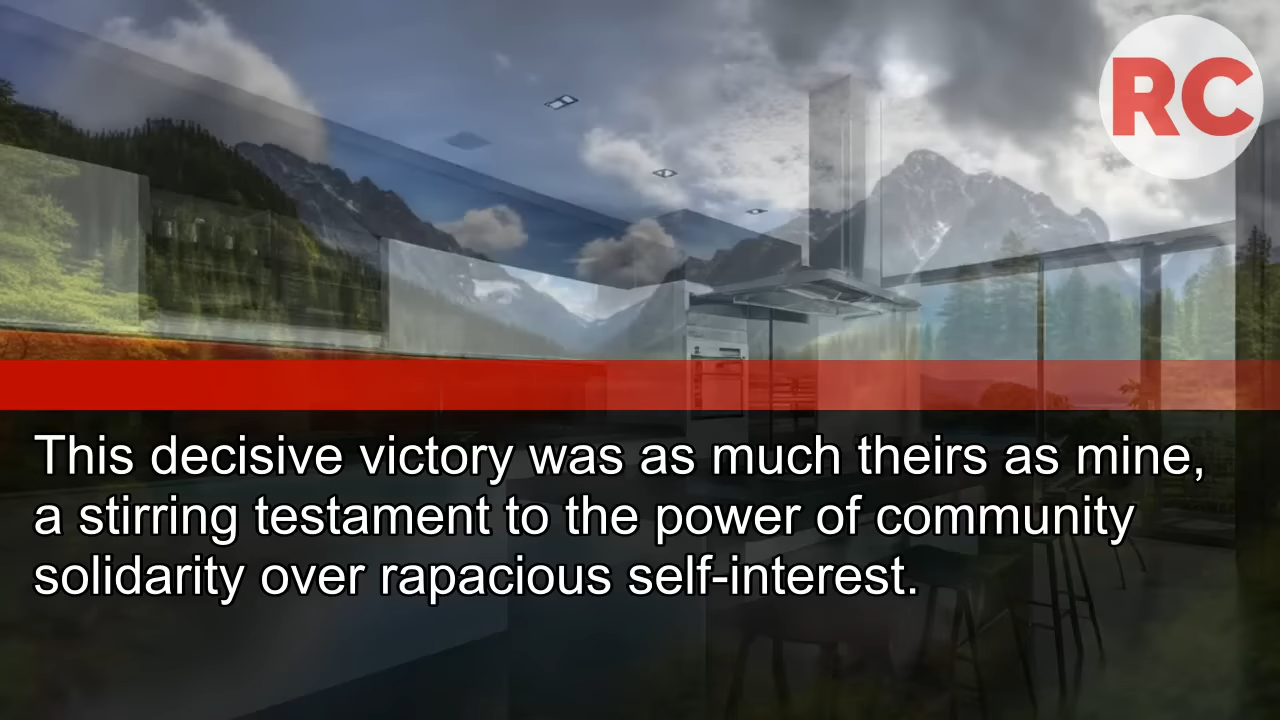 RC
This decisive victory was as much theirs as mine,
a stirring testament to the power of community
solidarity over rapacious self-interest.